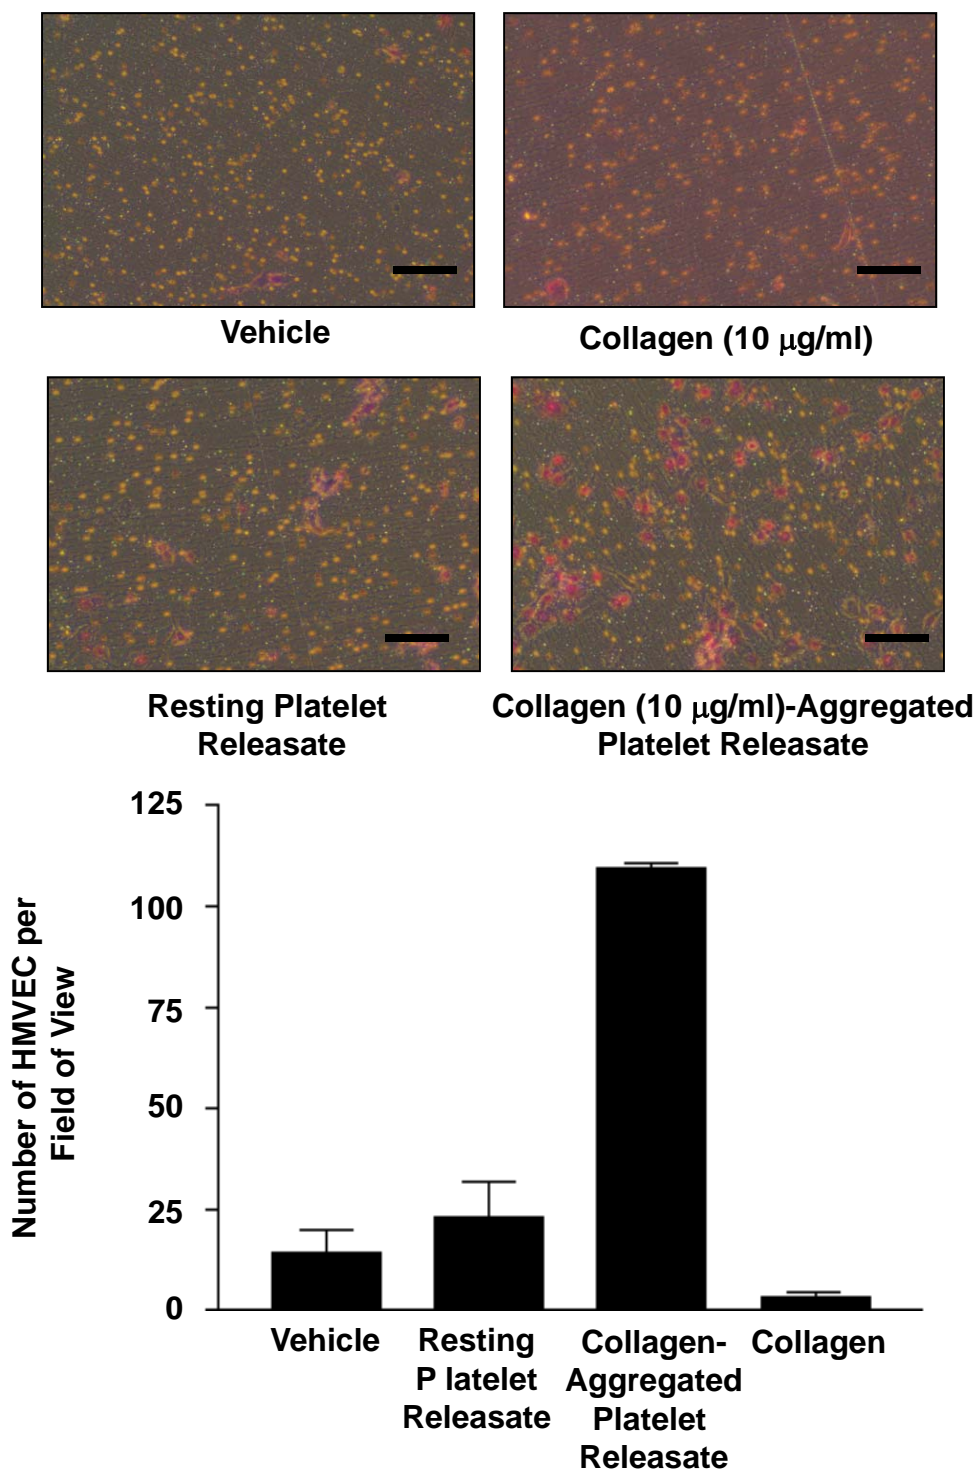 Vehicle
Collagen (10 μg/ml)
Resting Platelet
Releasate
Collagen (10 μg/ml)-Aggregated
Platelet Releasate
Number of HMVEC per
Field of View
125
100
75
50
25
0
Vehicle
Resting
P latelet
Releasate
Collagen-
Aggregated
Platelet
Releasate
Collagen